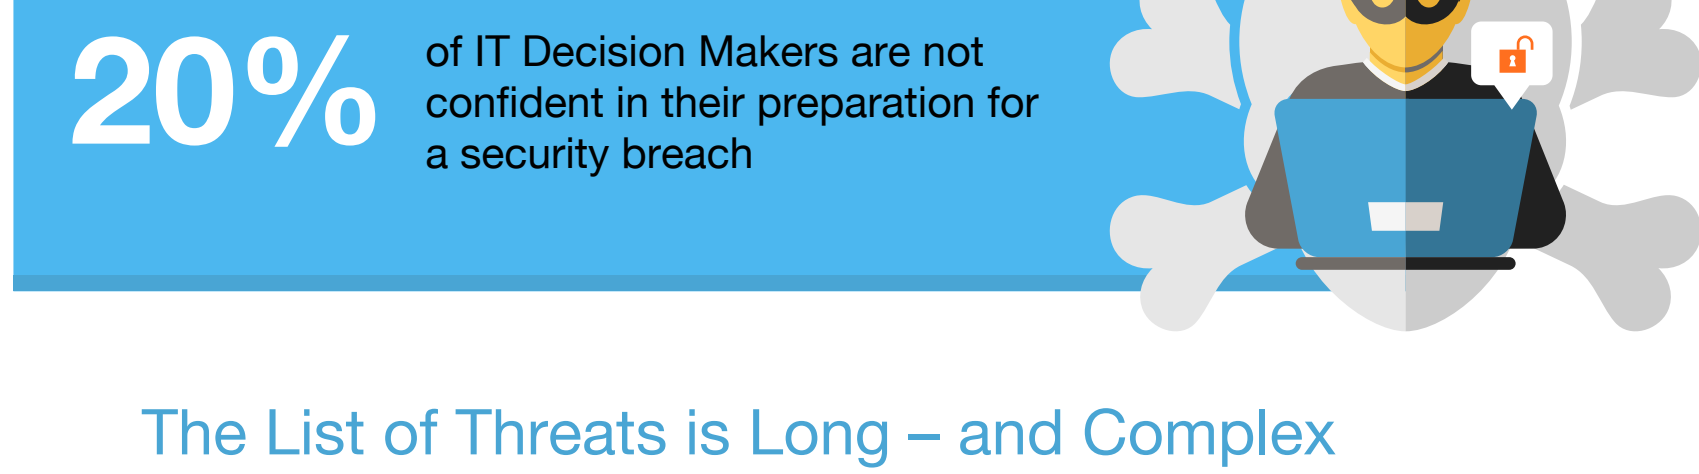 20%
of IT Decision Makers are not
confident in their preparation for
a security breach
The List of Threats is Long – and Complex